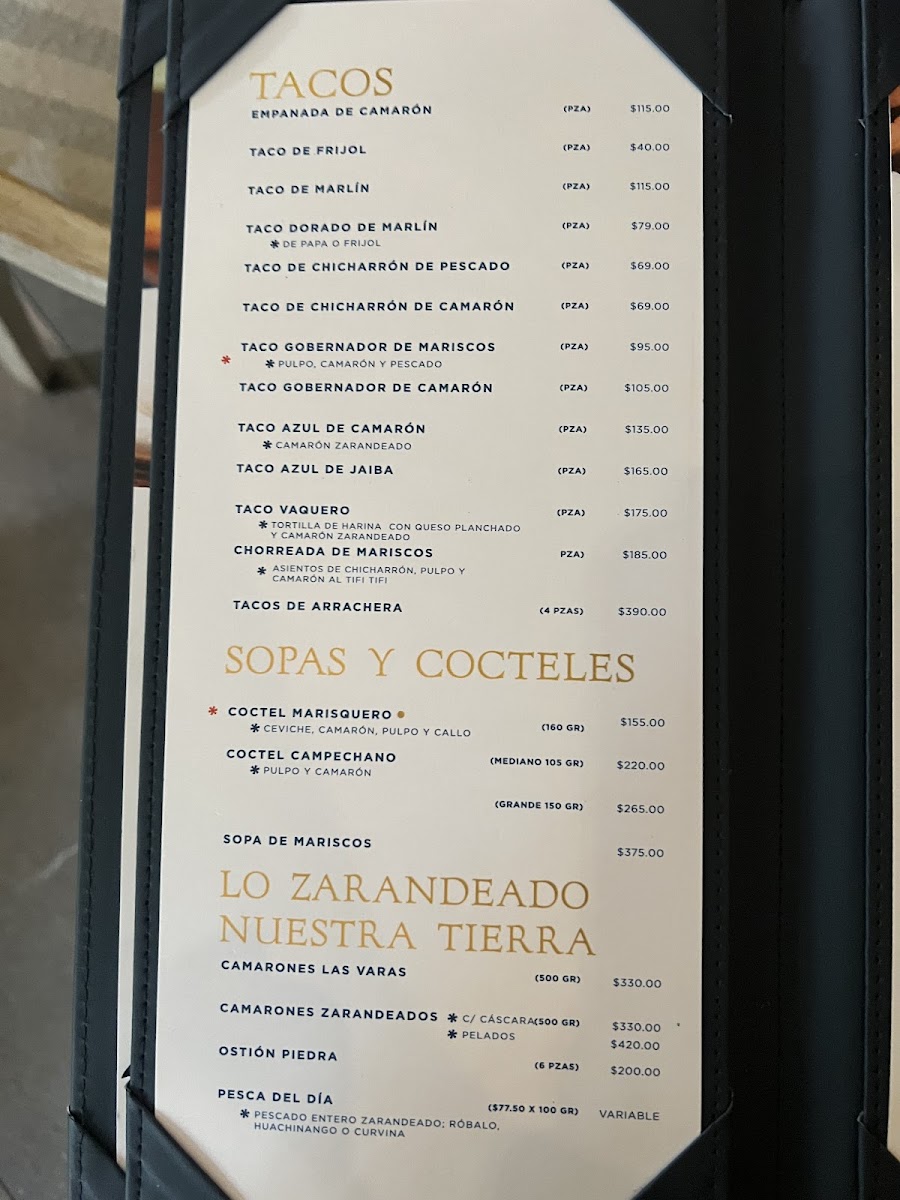 TACOS
EMPANADA DE CAMARÓN (PZA) $115.00
TACO DE FRIJOL (PZA) $40.00
TACO DE MARLÍN (PZA) $115.00
TACO DORADO DE MARLÍN (PZA) $79.00
* DE PAPA O FRIJOL
TACO DE CHICHARRÓN DE PESCADO (PZA) $69.00
TACO DE CHICHARRÓN DE CAMARÓN (PZA) $69.00
TACO GOBERNADOR DE MARISCOS (PZA) $95.00
* * PULPO, CAMARÓN Y PESCADO
TACO GOBERNADOR DE CAMARÓN (PZA) $105.00
TACO AZUL DE CAMARÓN (PZA) $135.00
* CAMARÓN ZARANDEADO
TACO AZUL DE JAIBA (PZA) $165.00
TACO VAQUERO (PZA) $175.00
* TORTILLA DE HARINA CON QUESO PLANCHADO
Y CAMARÓN ZARANDEADO
CHORREADA DE MARISCOS PZA) $185.00
* ASIENTOS DE CHICHARRÓN, PULPO Y
CAMARÓN AL TIFI TIFI
TACOS DE ARRACHERA (4 PZAS) $390.00
SOPAS Y COCTELES
* COCTEL MARISQUERO (160 GR) $155.00
* CEVICHE, CAMARÓN, PULPO Y CALLO
COCTEL CAMPECHANO (MEDIANO 105 GR) $220.00
* PULPO Y CAMARÓN
(GRANDE 150 GR) $265.00
SOPA DE MARISCOS $375.00
LO ZARANDEADO
NUESTRA TIERRA
CAMARONES LAS VARAS (500 GR) $330.00
CAMARONES ZARANDEADOS * C/ CÁSCARA(500 GR) $330.00
* PELADOS $420.00
OSTIÓN PIEDRA (6 PZAS) $200.00
PESCA DEL DÍA ($77.50 X 100 GR) VARIABLE
* PESCADO ENTERO ZARANDEADO; RÓBALO,
HUACHINANGO O CURVINA